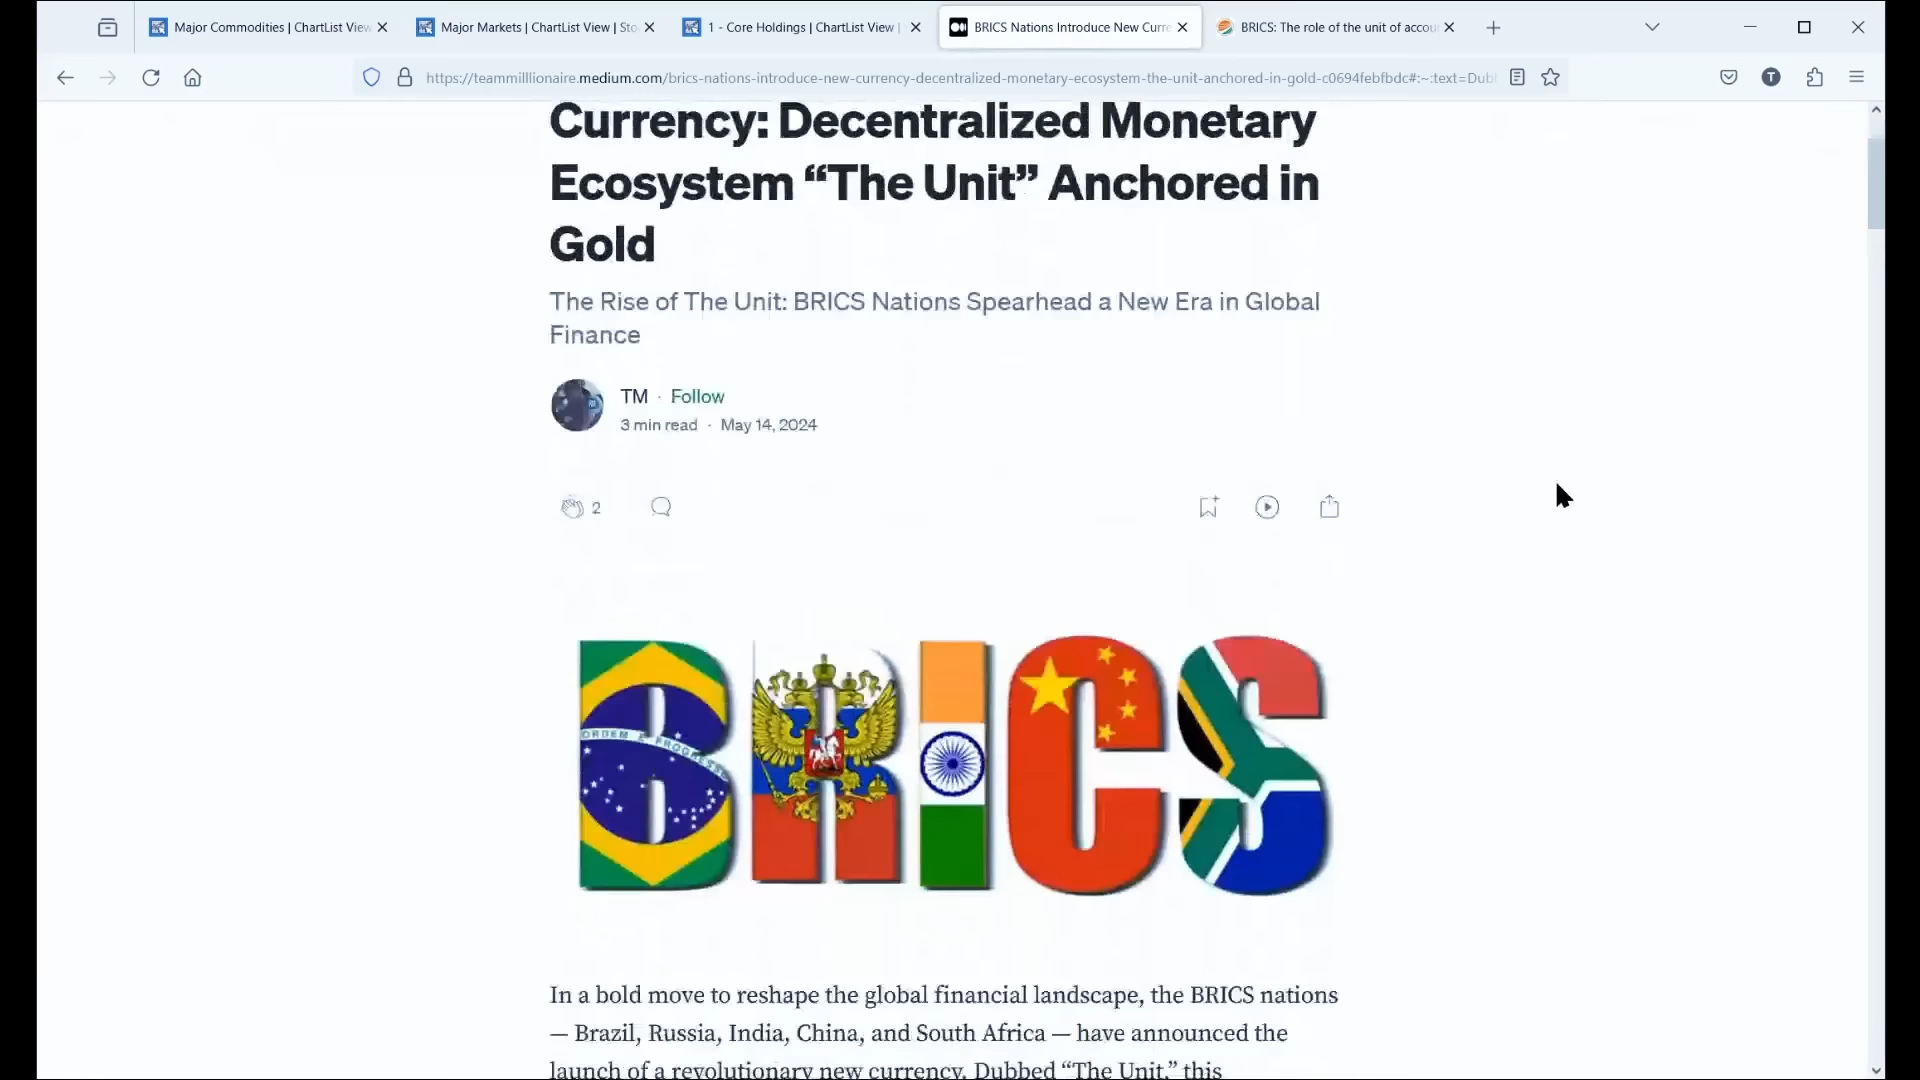 Major Commodities | ChartList View
Major Markets | ChartList View | Sto
1 - Core Holdings | ChartList View |
BRICS Nations Introduce New Curre
BRICS: The role of the unit of accou
https://teammilllionaire.medium.com/brics-nations-introduce-new-currency-decentralized-monetary-ecosystem-the-unit-anchored-in-gold-c0694febfbdc#:~:text=Dub
T
Currency: Decentralized Monetary
Ecosystem “The Unit” Anchored in
Gold
The Rise of The Unit: BRICS Nations Spearhead a New Era in Global
Finance
TM · Follow
3 min read · May 14, 2024
2
BRICS
ORDEM E PROGRESSO
In a bold move to reshape the global financial landscape, the BRICS nations
— Brazil, Russia, India, China, and South Africa — have announced the
launch of a revolutionary new currency. Dubbed “The Unit,” this